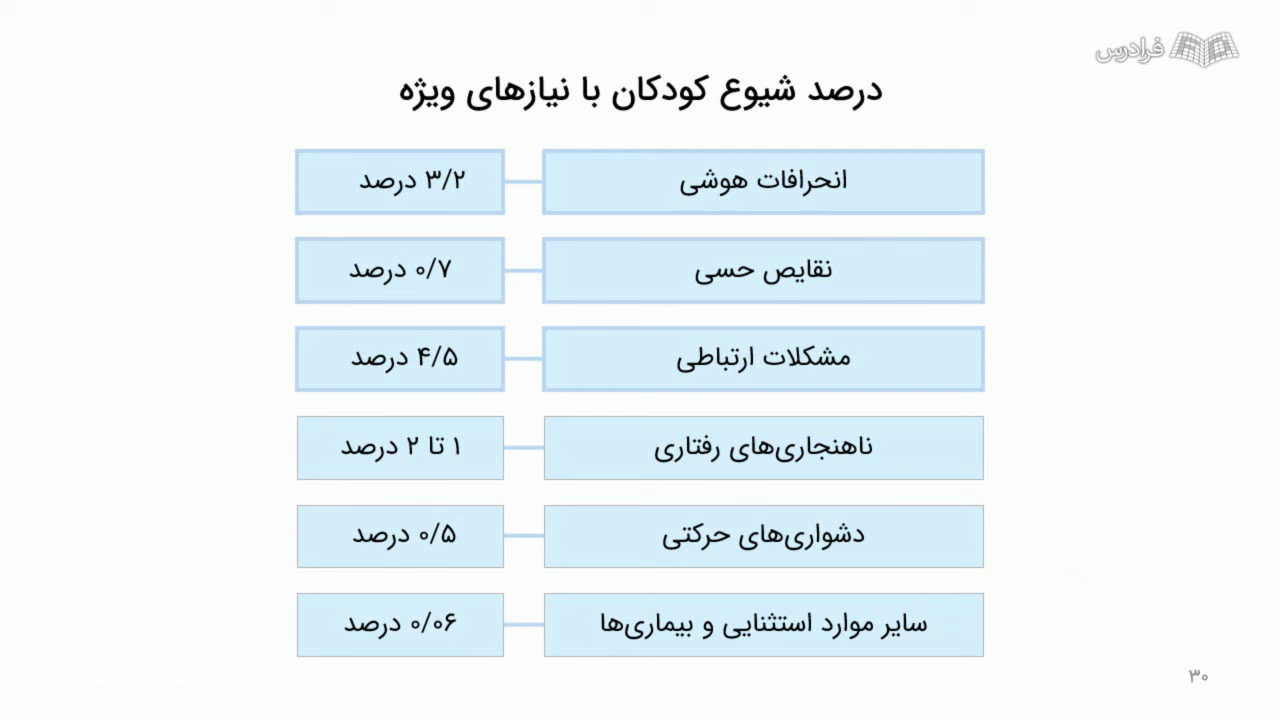 فرادرس
درصد شیوع کودکان با نیازهای ویژه
انحرافات هوشی
۳/۲ درصد
نقایص حسی
۰/۷ درصد
مشکلات ارتباطی
۴/۵ درصد
ناهنجاری‌های رفتاری
۱ تا ۲ درصد
دشواری‌های حرکتی
۰/۵ درصد
سایر موارد استثنایی و بیماری‌ها
۰/۰۶ درصد
۳۰